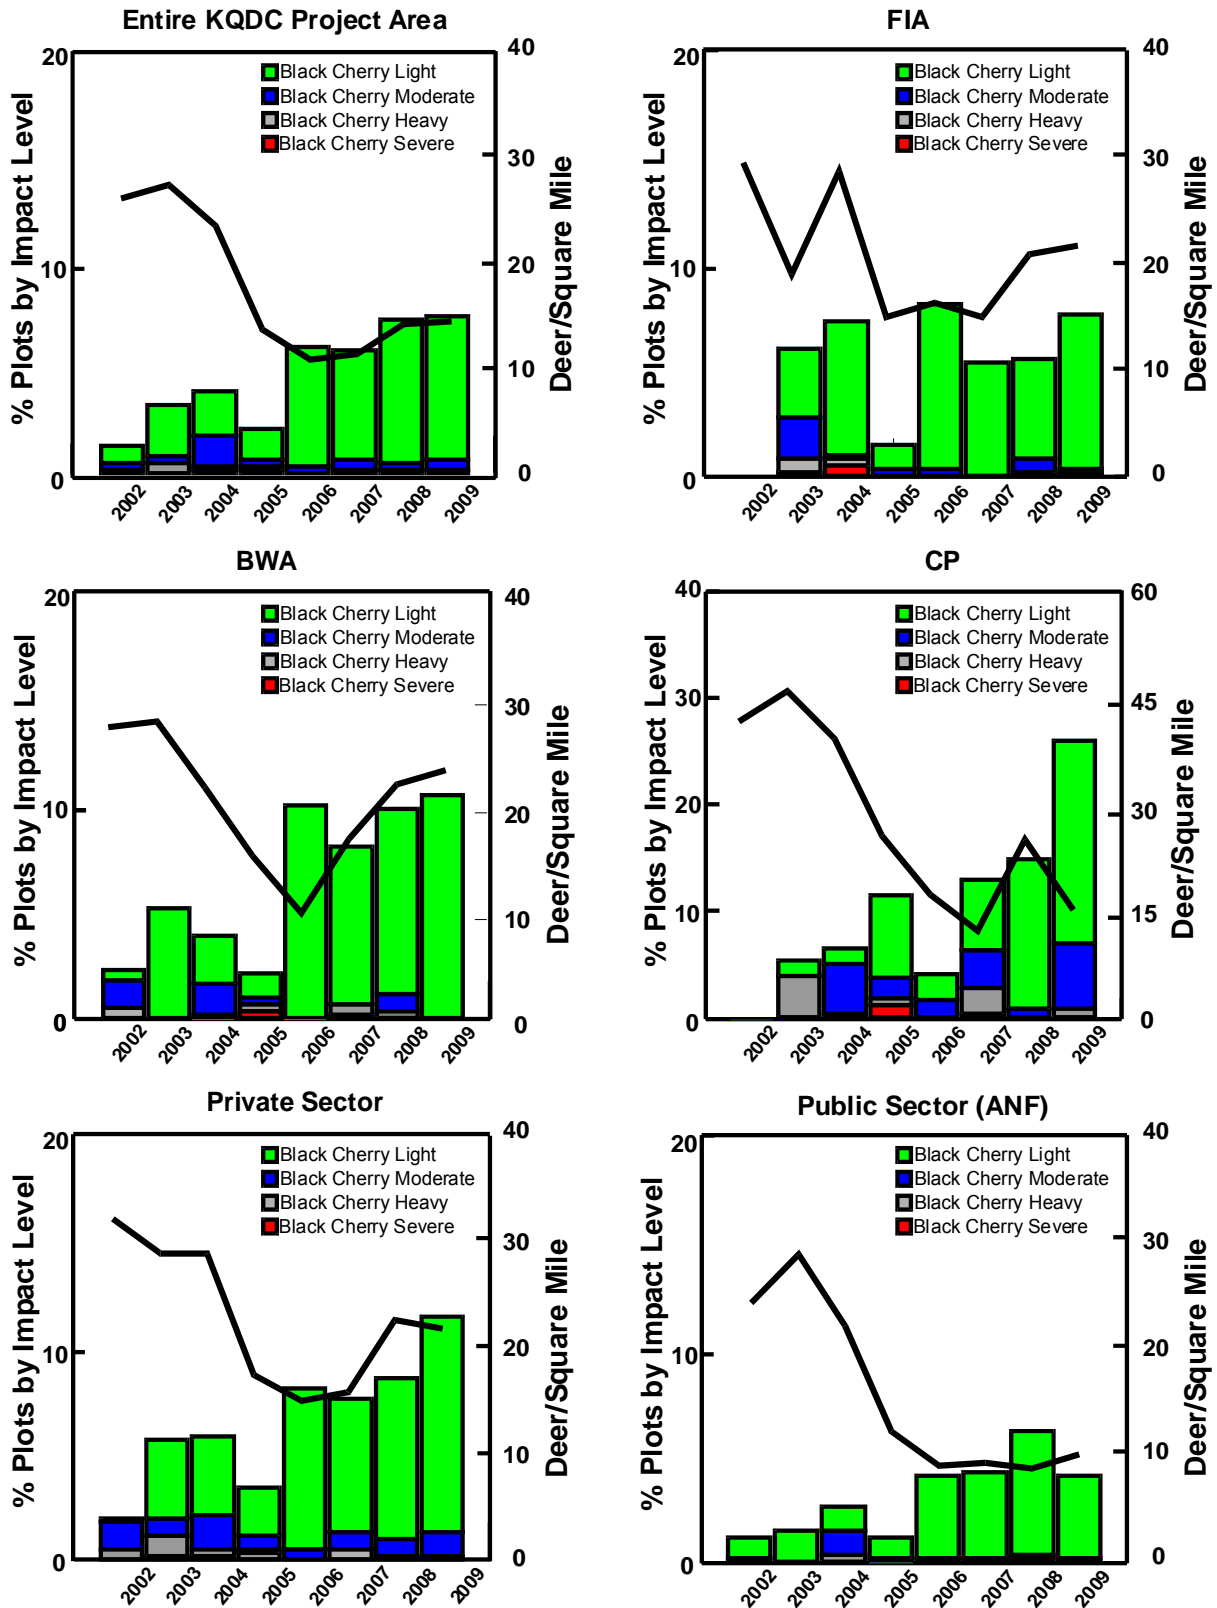 Entire KQDC Project Area
% Plots by Impact Level
20
10
0
Black Cherry Light
Black Cherry Moderate
Black Cherry Heavy
Black Cherry Severe
40
30
20
10
0
Deer/Square Mile
2002 2003 2004 2005 2006 2007 2008 2009
FIA
% Plots by Impact Level
20
10
0
Black Cherry Light
Black Cherry Moderate
Black Cherry Heavy
Black Cherry Severe
40
30
20
10
0
Deer/Square Mile
2002 2003 2004 2005 2006 2007 2008 2009
BWA
% Plots by Impact Level
20
10
0
Black Cherry Light
Black Cherry Moderate
Black Cherry Heavy
Black Cherry Severe
40
30
20
10
0
Deer/Square Mile
2002 2003 2004 2005 2006 2007 2008 2009
CP
% Plots by Impact Level
40
30
20
10
0
Black Cherry Light
Black Cherry Moderate
Black Cherry Heavy
Black Cherry Severe
60
45
30
15
0
Deer/Square Mile
2002 2003 2004 2005 2006 2007 2008 2009
Private Sector
% Plots by Impact Level
20
10
0
Black Cherry Light
Black Cherry Moderate
Black Cherry Heavy
Black Cherry Severe
40
30
20
10
0
Deer/Square Mile
2002 2003 2004 2005 2006 2007 2008 2009
Public Sector (ANF)
% Plots by Impact Level
20
10
0
Black Cherry Light
Black Cherry Moderate
Black Cherry Heavy
Black Cherry Severe
40
30
20
10
0
Deer/Square Mile
2002 2003 2004 2005 2006 2007 2008 2009